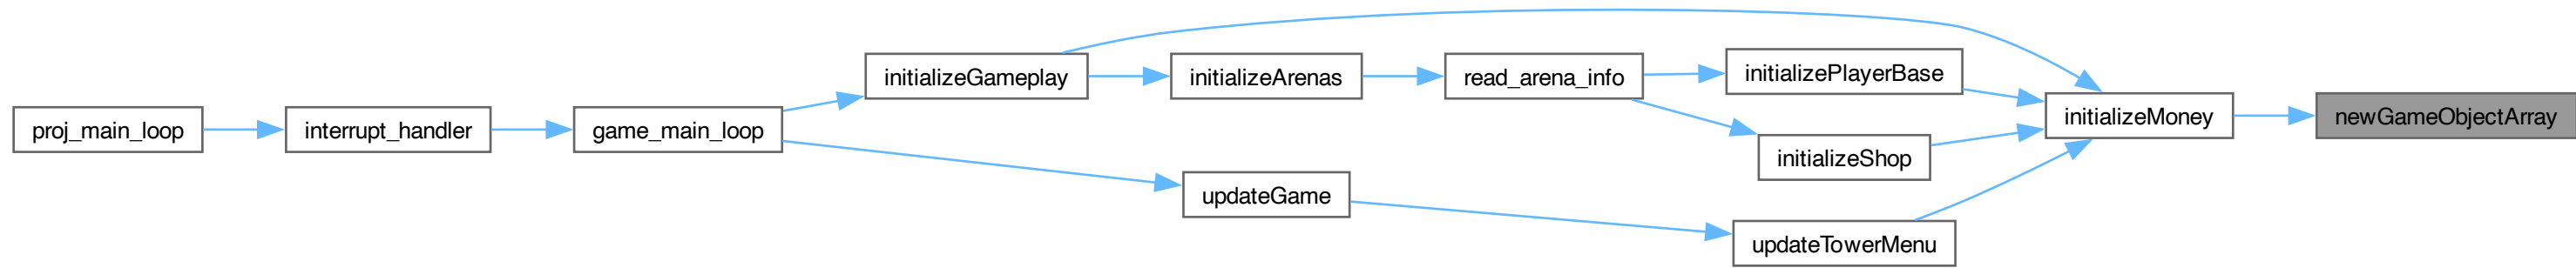 proj_main_loop
interrupt_handler
game_main_loop
initializeGameplay
initializeArenas
read_arena_info
initializePlayerBase
initializeShop
initializeMoney
newGameObjectArray
updateGame
updateTowerMenu